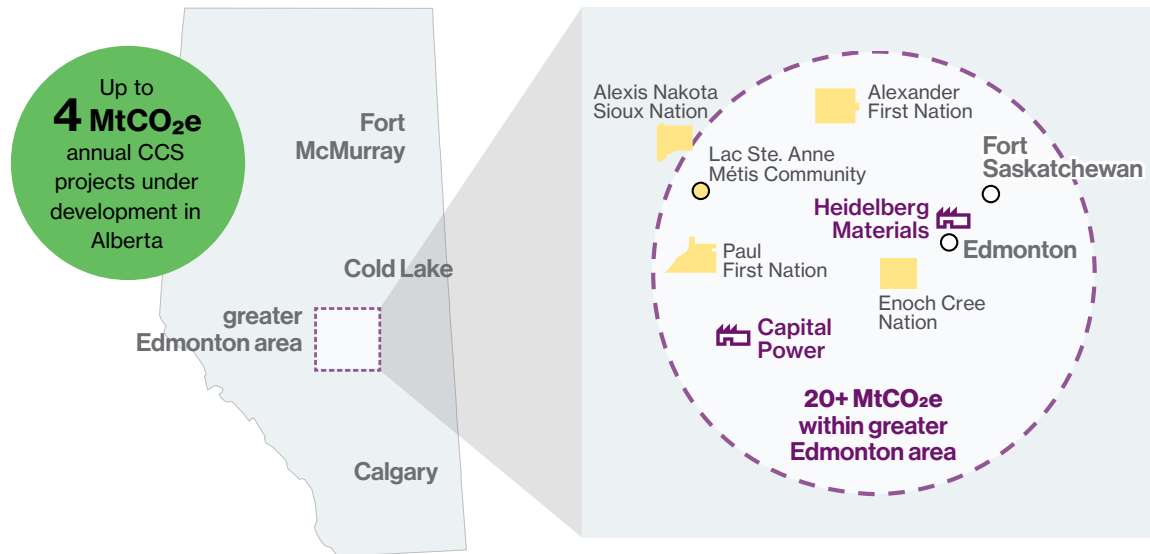 Up to
4 MtCO₂e
annual CCS
projects under
development in
Alberta
Fort
McMurray
Cold Lake
greater
Edmonton area
Calgary
Alexis Nakota
Sioux Nation
Alexander
First Nation
Lac Ste. Anne
Métis Community
Fort
Saskatchewan
Heidelberg
Materials
Edmonton
Paul
First Nation
Enoch Cree
Nation
Capital
Power
20+ MtCO₂e
within greater
Edmonton area